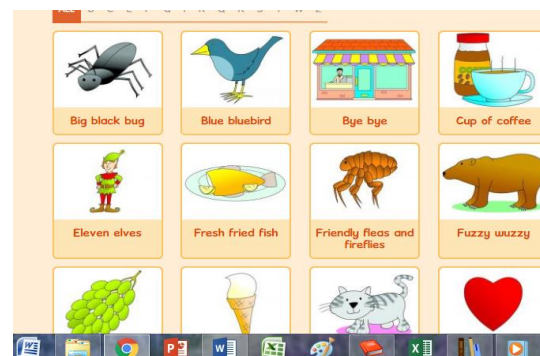 ALL
Big black bug
Blue bluebird
Bye bye
Cup of coffee
Eleven elves
Fresh fried fish
Friendly fleas and
fireflies
Fuzzy wuzzy